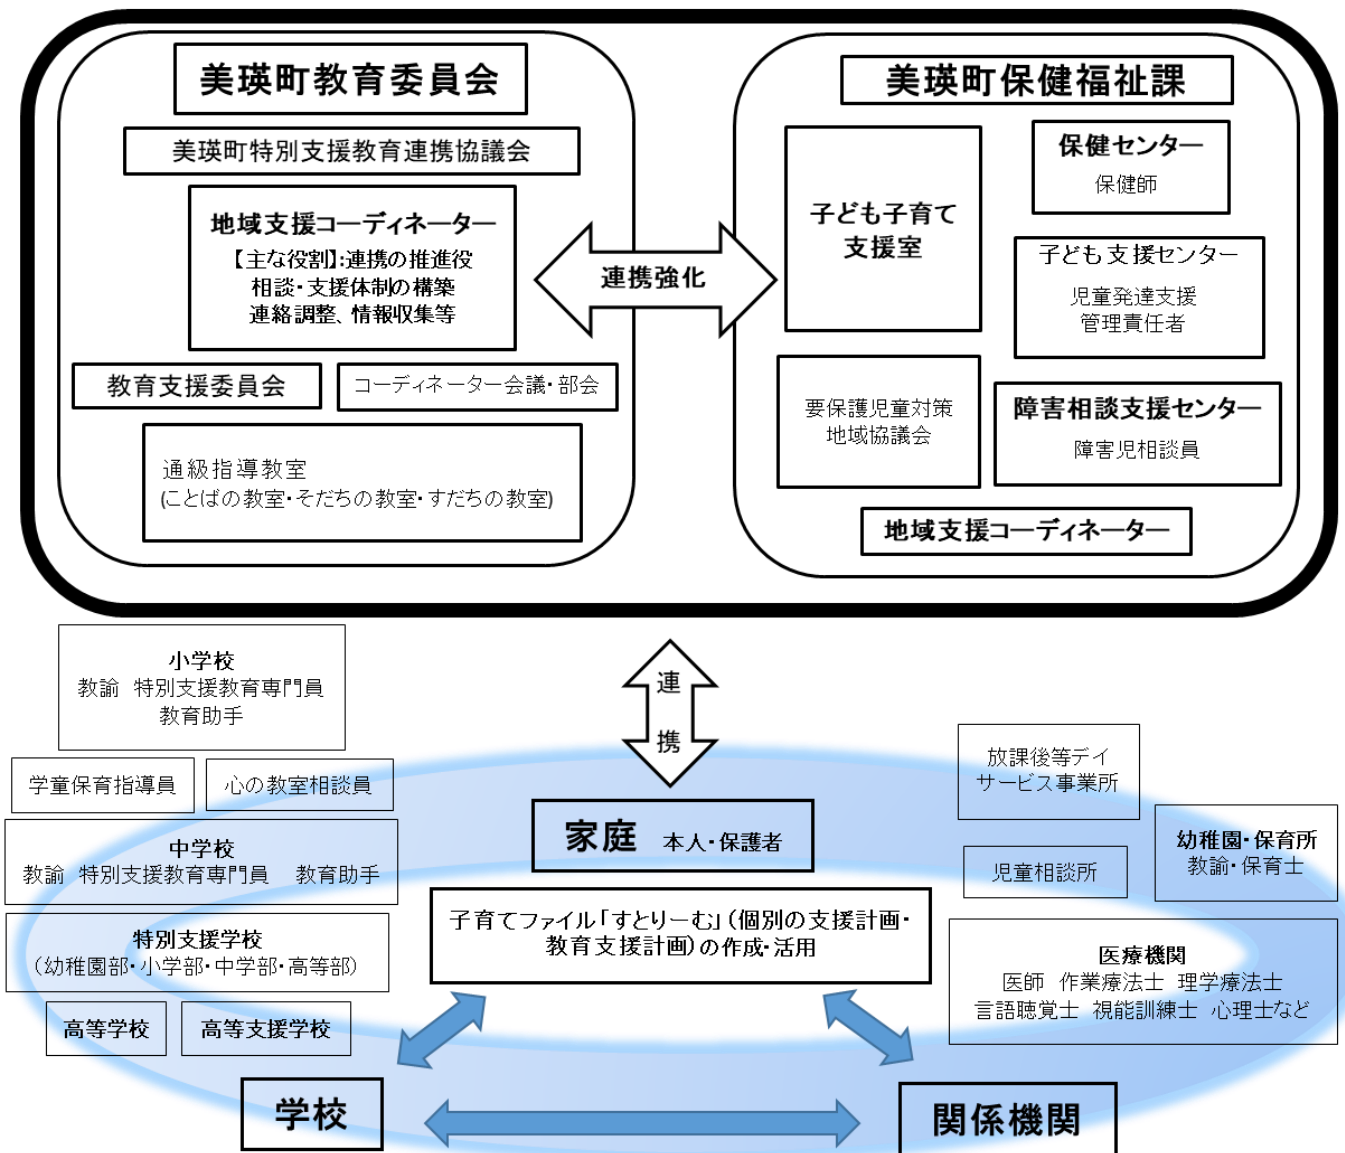 美瑛町教育委員会
美瑛町特別支援教育連携協議会
地域支援コーディネーター
【主な役割】:連携の推進役
相談・支援体制の構築
連絡調整、情報収集等
教育支援委員会
コーディネーター会議・部会
通級指導教室
(ことばの教室・そだちの教室・すだちの教室)
連携強化
美瑛町保健福祉課
子ども子育て
支援室
保健センター
保健師
子ども支援センター
児童発達支援
管理責任者
要保護児童対策
地域協議会
障害相談支援センター
障害児相談員
地域支援コーディネーター
連
携
小学校
教諭 特別支援教育専門員
教育助手
学童保育指導員
心の教室相談員
中学校
教諭 特別支援教育専門員 教育助手
特別支援学校
(幼稚園部・小学部・中学部・高等部)
高等学校
高等支援学校
家庭 本人・保護者
子育てファイル「すとりーむ」(個別の支援計画・
教育支援計画)の作成・活用
放課後等デイ
サービス事業所
幼稚園・保育所
教諭・保育士
児童相談所
医療機関
医師 作業療法士 理学療法士
言語聴覚士 視能訓練士 心理士など
学校
関係機関